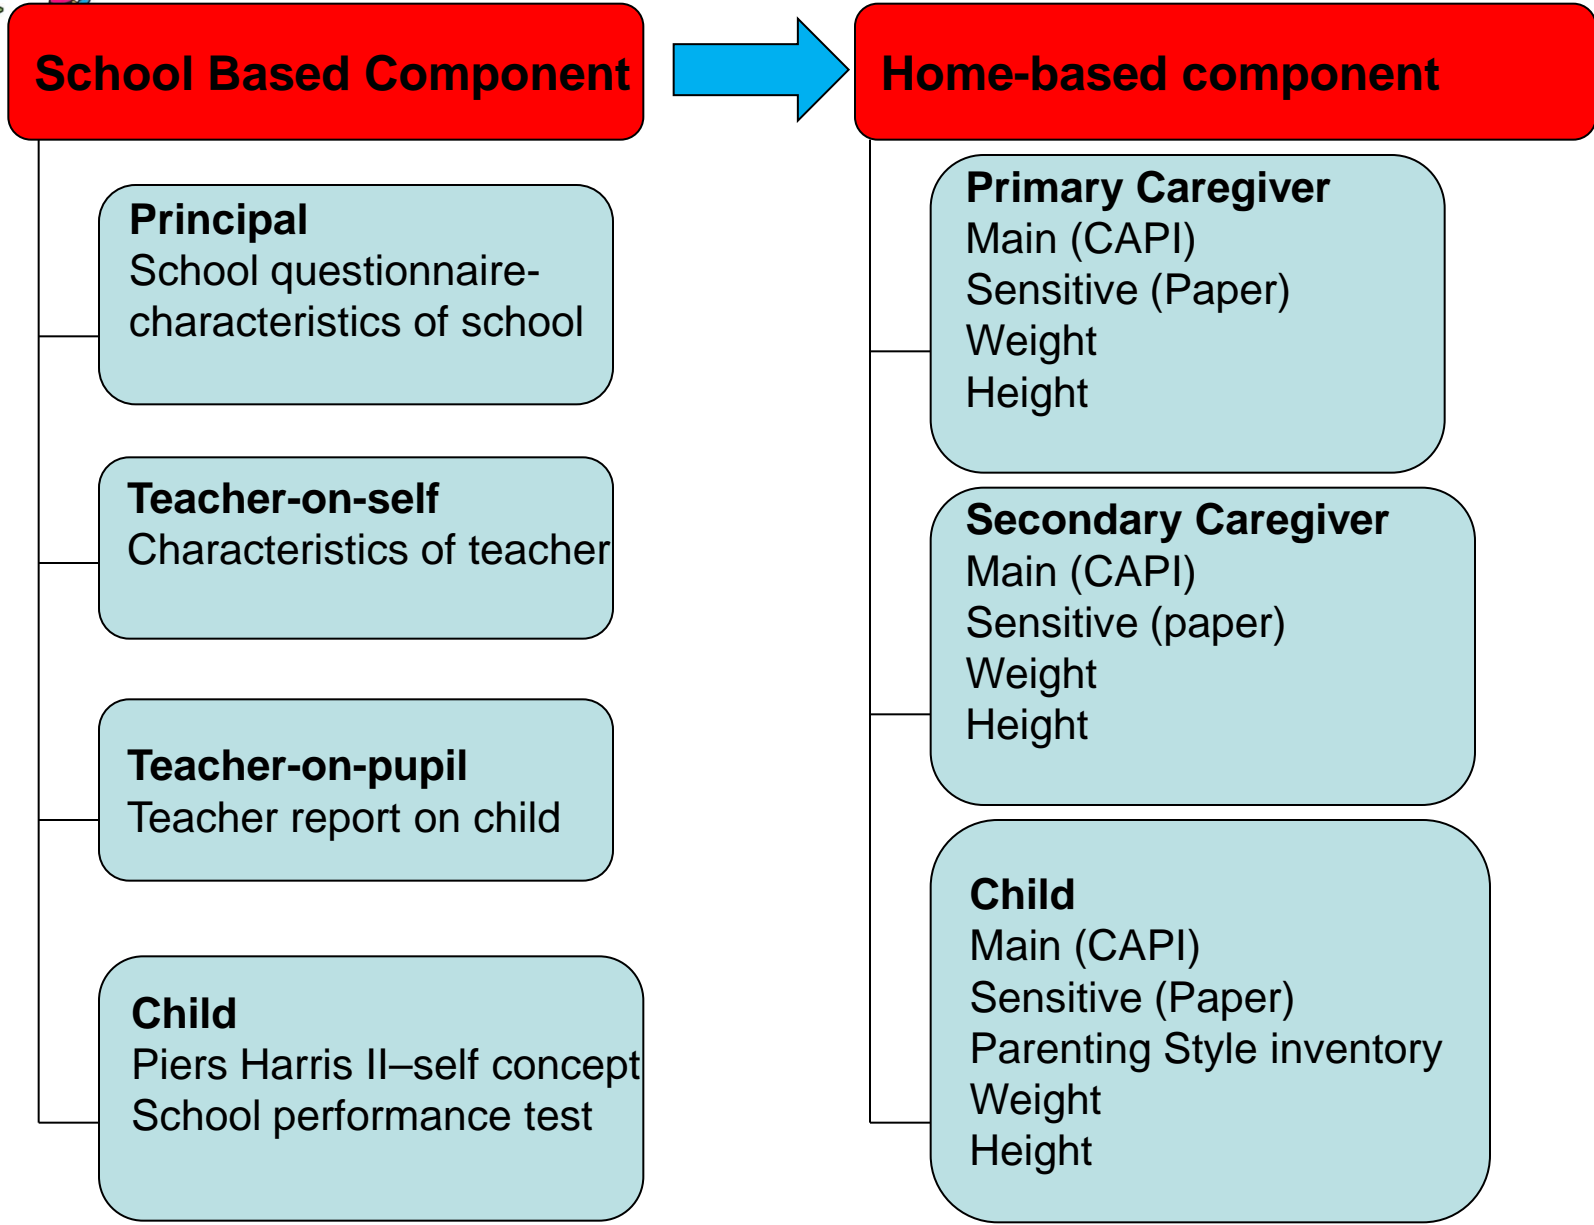 School Based Component
Home-based component
Principal
School questionnaire-
characteristics of school
Teacher-on-self
Characteristics of teacher
Teacher-on-pupil
Teacher report on child
Child
Piers Harris II–self concept
School performance test
Primary Caregiver
Main (CAPI)
Sensitive (Paper)
Weight
Height
Secondary Caregiver
Main (CAPI)
Sensitive (paper)
Weight
Height
Child
Main (CAPI)
Sensitive (Paper)
Parenting Style inventory
Weight
Height